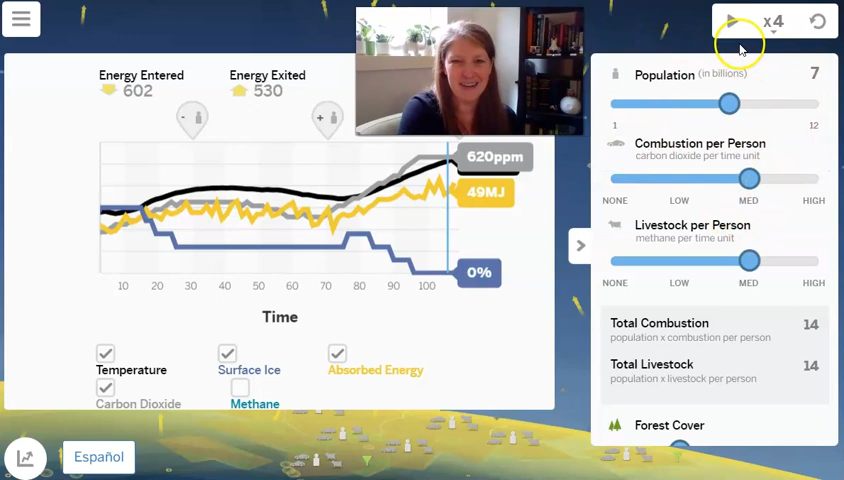 x4
Energy Entered
602
Energy Exited
530
-
+
620ppm
49MJ
0%
10 20 30 40 50 60 70 80 90 100
Time
Temperature
Surface Ice
Absorbed Energy
Carbon Dioxide
Methane
Español
Population (in billions) 7
1 12
Combustion per Person
carbon dioxide per time unit
NONE LOW MED HIGH
Livestock per Person
methane per time unit
NONE LOW MED HIGH
Total Combustion 14
population x combustion per person
Total Livestock 14
population x livestock per person
Forest Cover